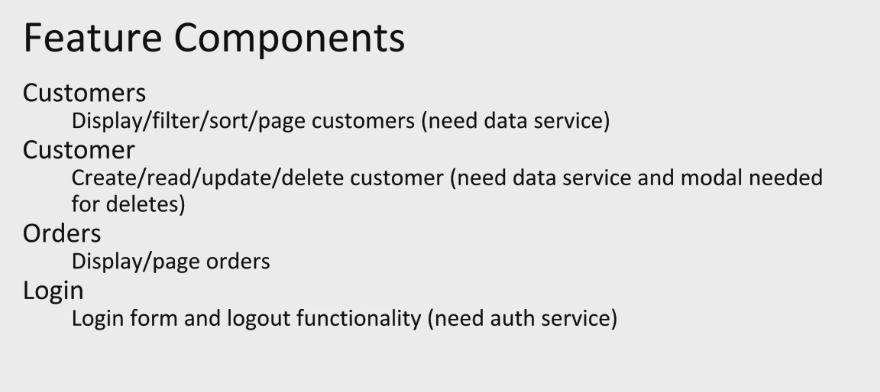 Feature Components
Customers
Display/filter/sort/page customers (need data service)
Customer
Create/read/update/delete customer (need data service and modal needed
for deletes)
Orders
Display/page orders
Login
Login form and logout functionality (need auth service)